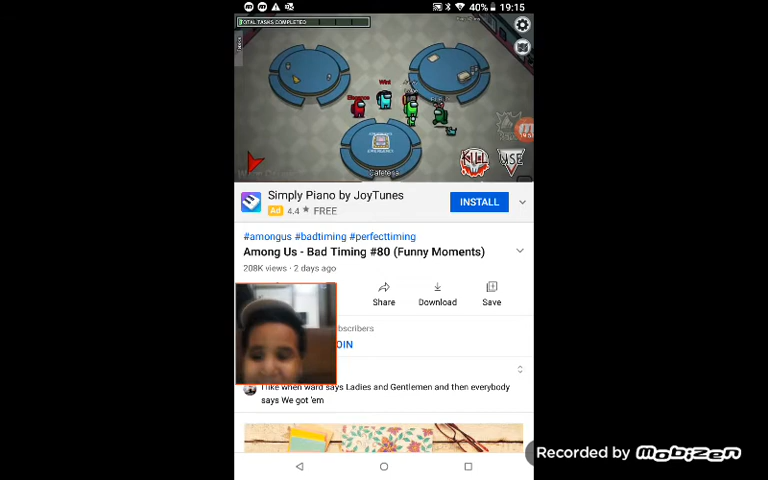 40% 19:15
TOTAL TASKS COMPLETED
KILL
USE
Cafeteria
Simply Piano by JoyTunes
INSTALL
Ad 4.4 ★ FREE
#amongus #badtiming #perfecttiming
Among Us - Bad Timing #80 (Funny Moments)
208K views · 2 days ago
Share
Download
Save
bscribers
OIN
I like when ward says Ladies and Gentlemen and then everybody
says We got 'em
Recorded by Mobizen